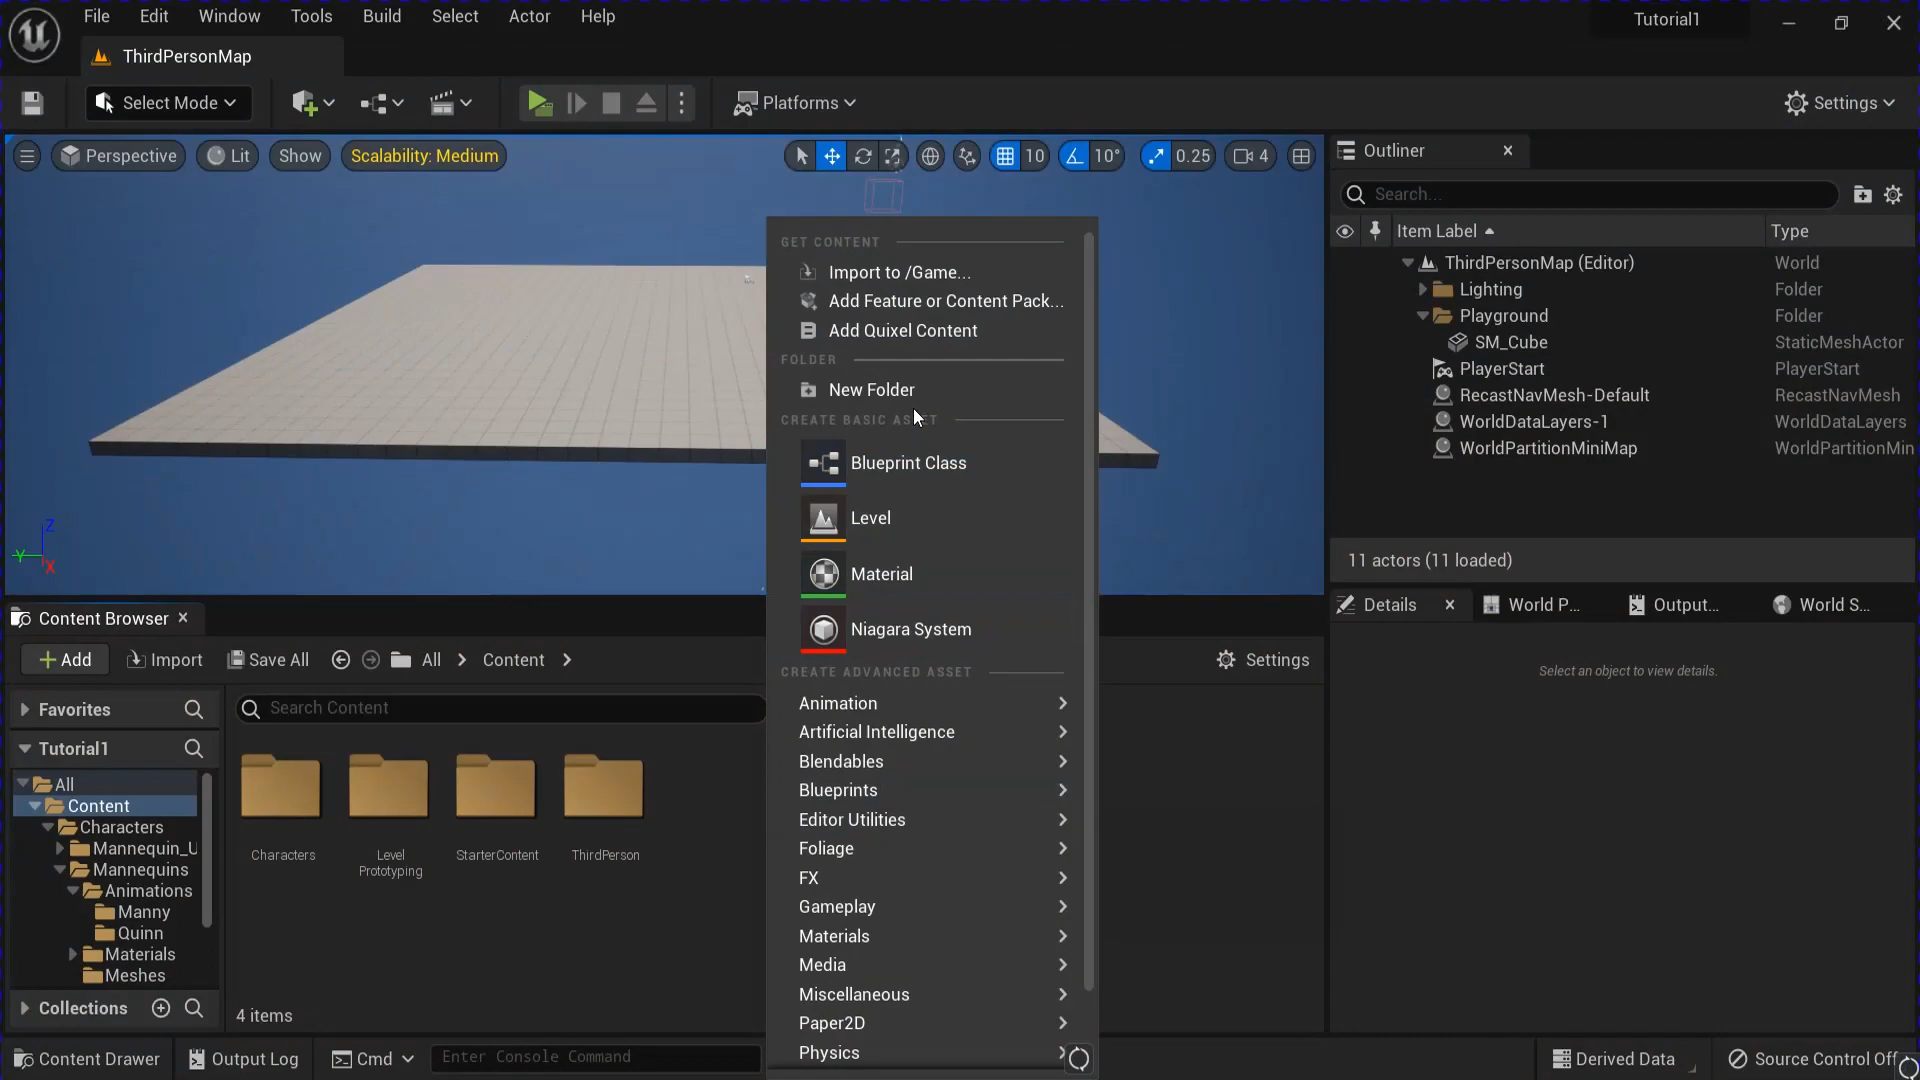 File Edit Window Tools Build Select Actor Help
Tutorial1
ThirdPersonMap
Select Mode
Platforms
Settings
Perspective
Lit
Show
Scalability: Medium
10
10°
0.25
4
Outliner
Search...
Item Label
Type
ThirdPersonMap (Editor) World
Lighting Folder
Playground Folder
SM_Cube StaticMeshActor
PlayerStart PlayerStart
RecastNavMesh-Default RecastNavMesh
WorldDataLayers-1 WorldDataLayers
WorldPartitionMiniMap WorldPartitionMin
11 actors (11 loaded)
Details
World P...
Output...
World S...
Select an object to view details.
GET CONTENT
Import to /Game...
Add Feature or Content Pack...
Add Quixel Content
FOLDER
New Folder
CREATE BASIC ASSET
Blueprint Class
Level
Material
Niagara System
CREATE ADVANCED ASSET
Animation
Artificial Intelligence
Blendables
Blueprints
Editor Utilities
Foliage
FX
Gameplay
Materials
Media
Miscellaneous
Paper2D
Physics
Z
Y
X
Content Browser
Add
Import
Save All
All
Content
Settings
Favorites
Tutorial1
All
Content
Characters
Mannequin_U
Mannequins
Animations
Manny
Quinn
Materials
Meshes
Collections
Search Content
Characters
Level
Prototyping
StarterContent
ThirdPerson
4 items
Content Drawer
Output Log
Cmd
Enter Console Command
Derived Data
Source Control Off